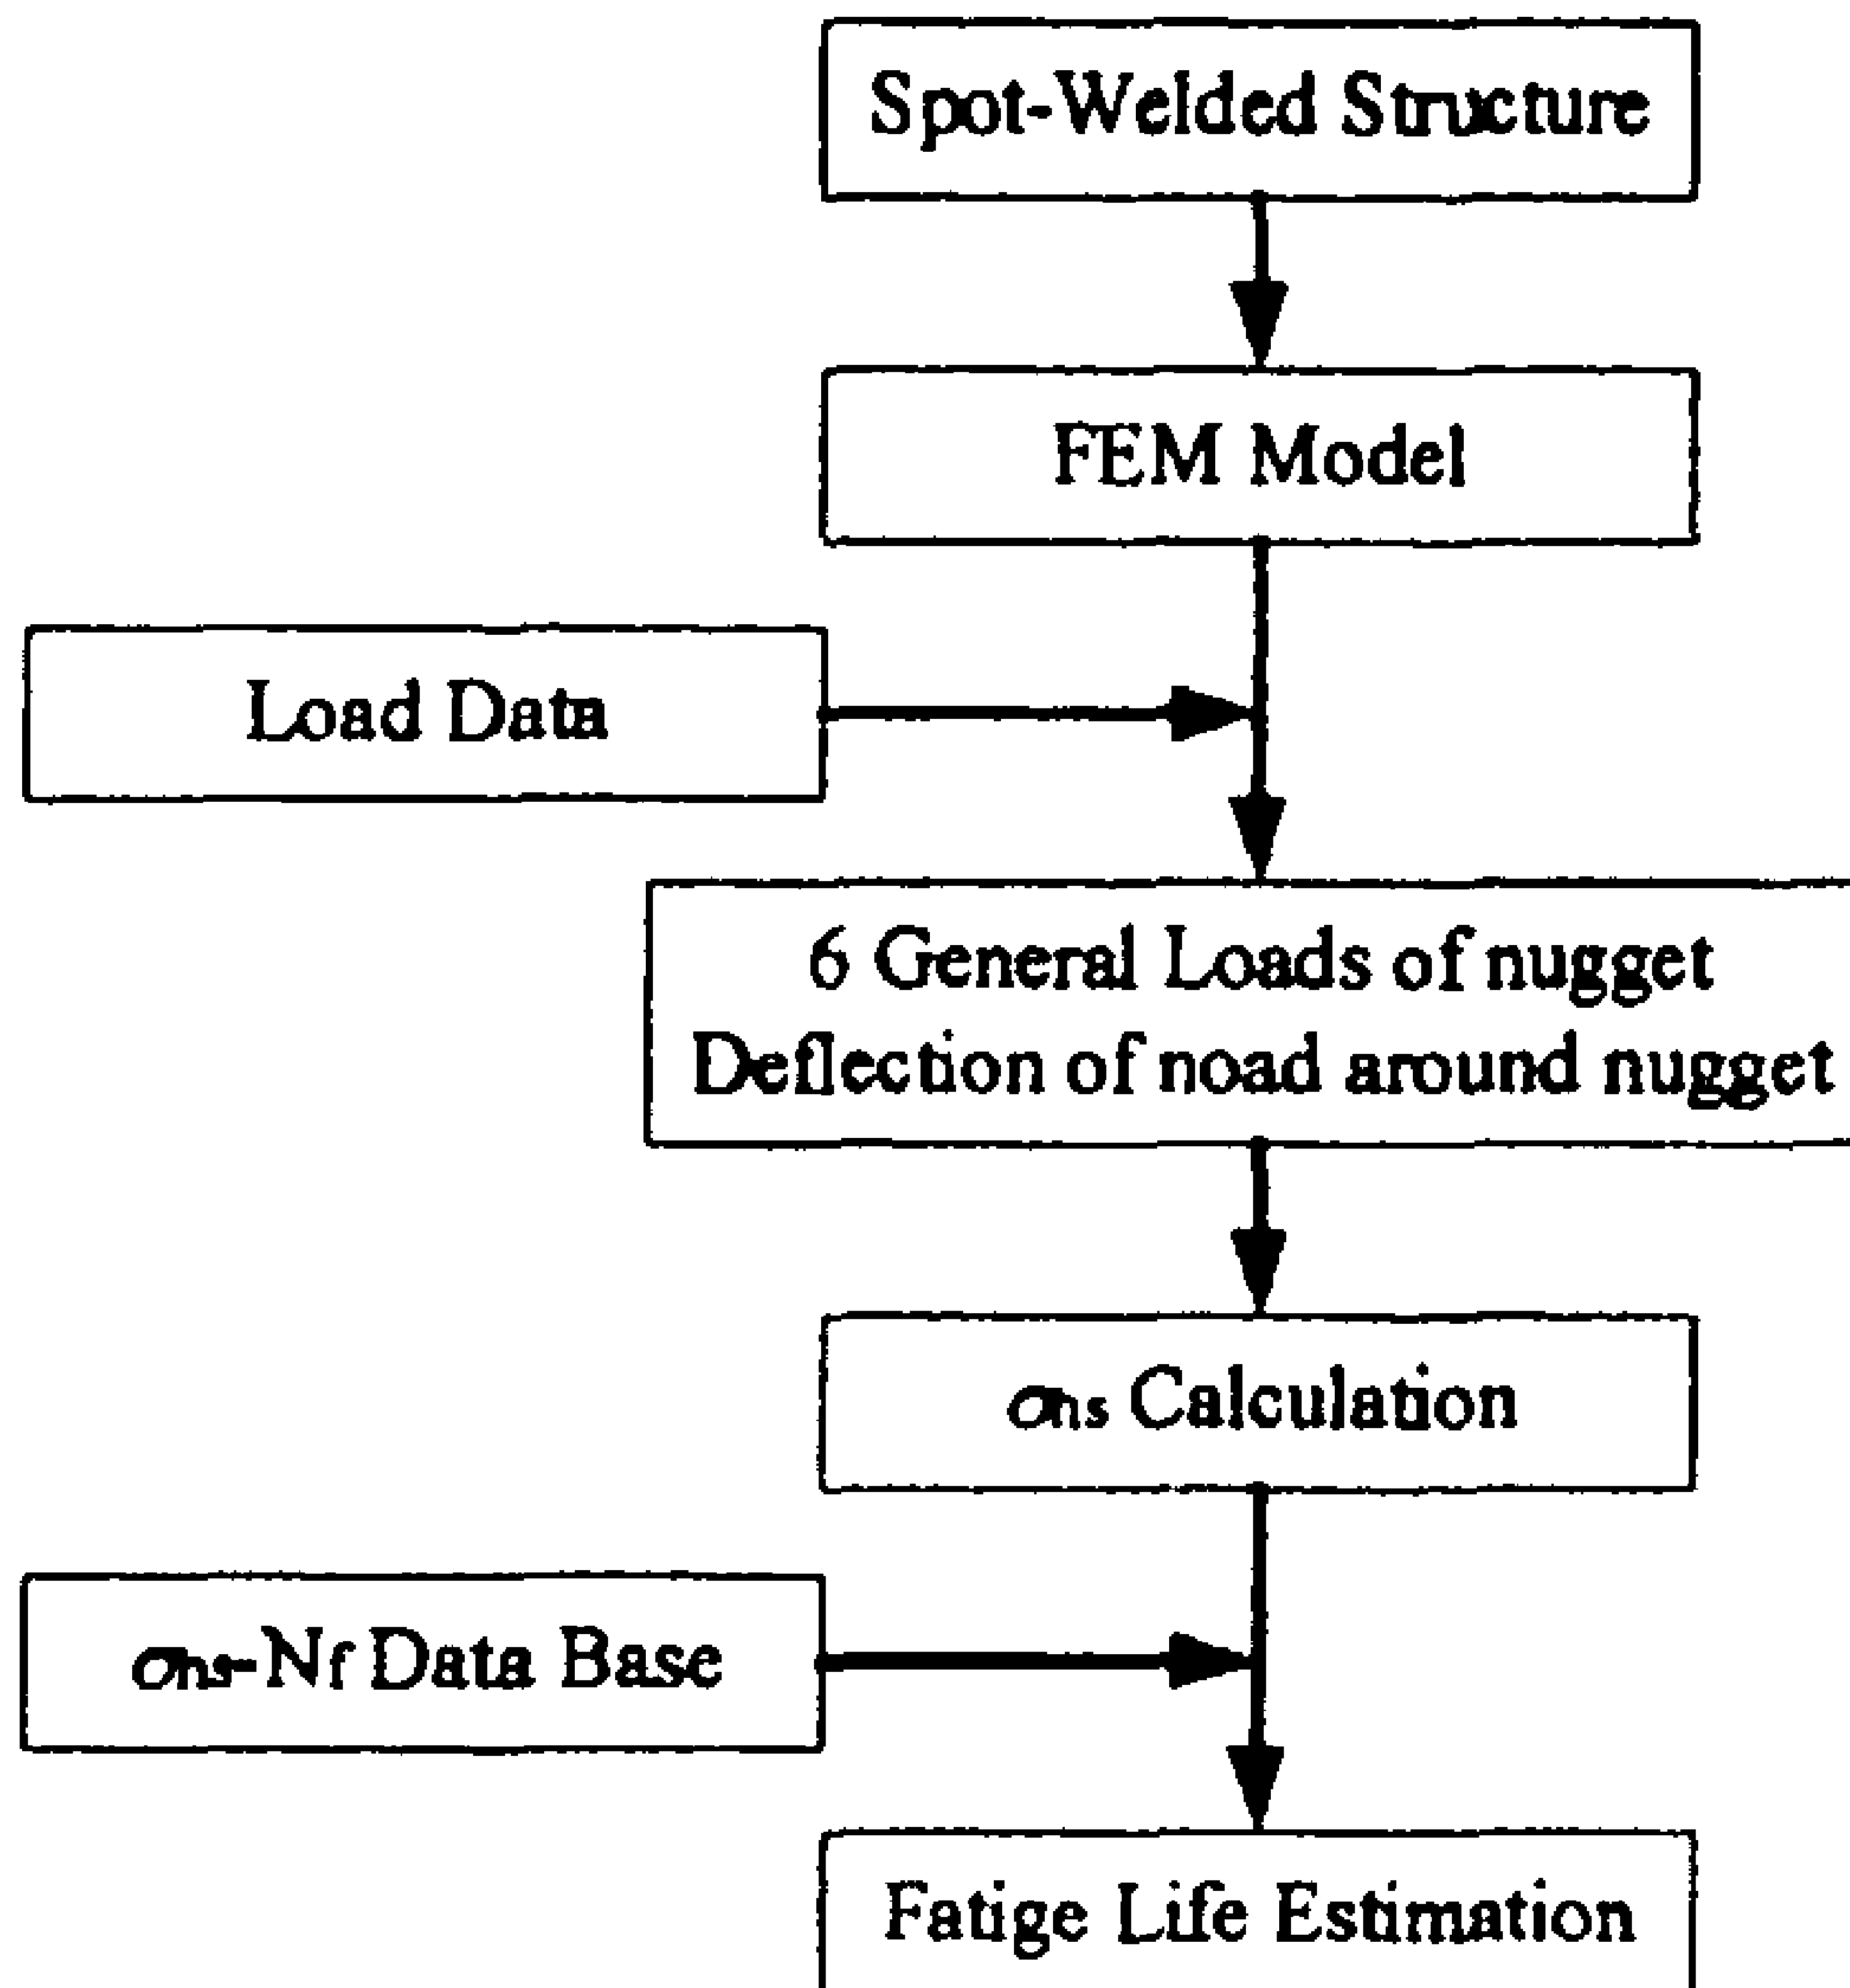 Spot-Welded Structure
FEM Model
Load Data
6 General Loads of nugget
Deflection of noad around nugget
σns Calculation
σns-Nf Data Base
Fatige Life Estimation